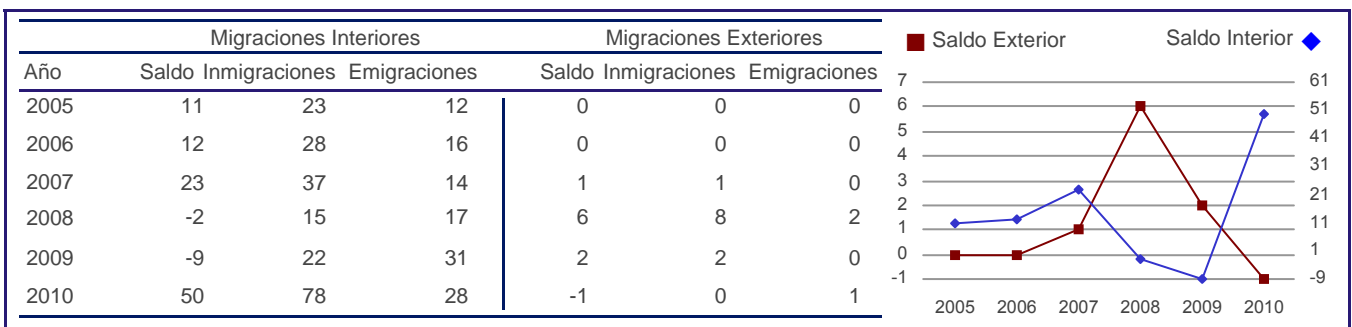 Migraciones Interiores Migraciones Exteriores
Año Saldo Inmigraciones Emigraciones Saldo Inmigraciones Emigraciones
2005 11 23 12 0 0 0
2006 12 28 16 0 0 0
2007 23 37 14 1 1 0
2008 -2 15 17 6 8 2
2009 -9 22 31 2 2 0
2010 50 78 28 -1 0 1
Saldo Exterior Saldo Interior
7 61
6 51
5 41
4 31
3 21
2 11
1 1
0 -9
-1
2005 2006 2007 2008 2009 2010